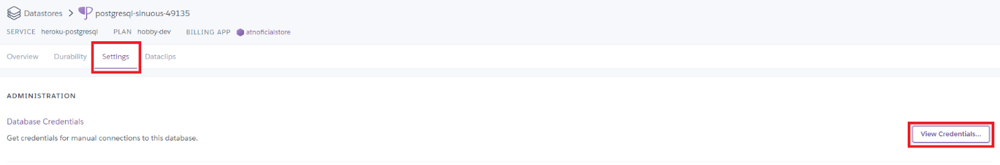 Datastores > postgresql-sinuous-49135
SERVICE heroku-postgresql PLAN hobby-dev BILLING APP atnoficialstore
Overview Durability Settings Dataclips
ADMINISTRATION
Database Credentials
Get credentials for manual connections to this database.
View Credentials...